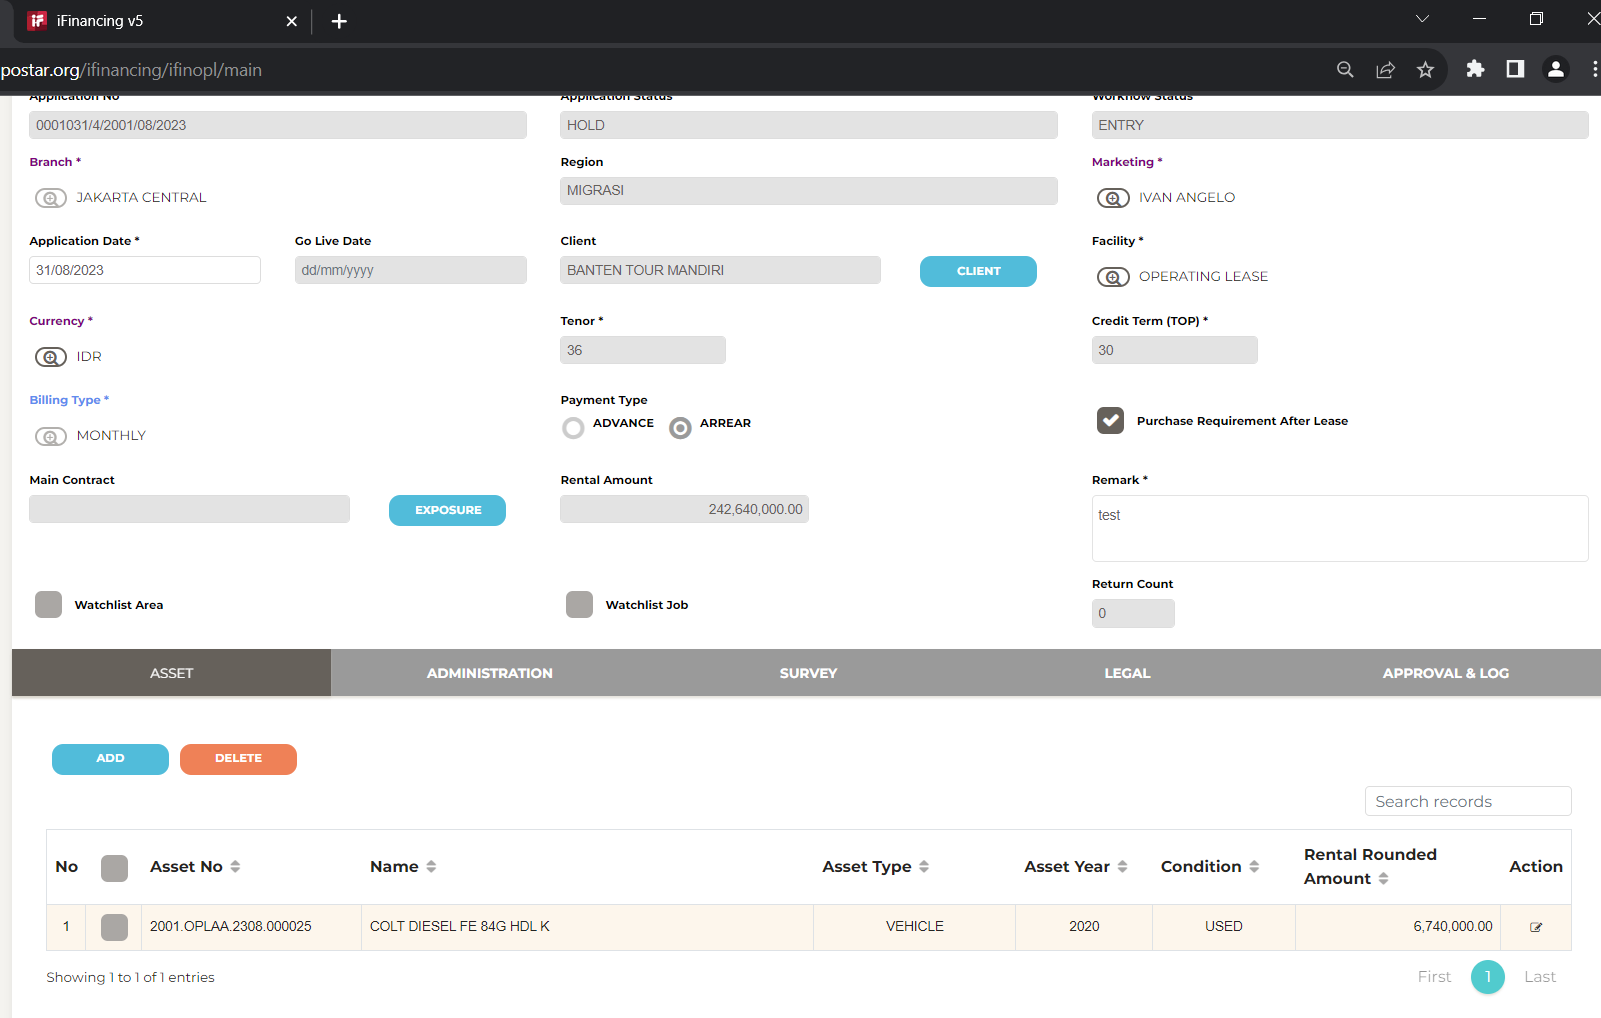 iFinancing v5
postar.org/ifinancing/ifinopl/main
Application No
Application Status
Workflow Status
0001031/4/2001/08/2023
HOLD
ENTRY
Branch *
Region
Marketing *
JAKARTA CENTRAL
MIGRASI
IVAN ANGELO
Application Date *
Go Live Date
Client
Facility *
31/08/2023
dd/mm/yyyy
BANTEN TOUR MANDIRI
CLIENT
OPERATING LEASE
Currency *
Tenor *
Credit Term (TOP) *
IDR
36
30
Billing Type *
Payment Type
MONTHLY
ADVANCE
ARREAR
Purchase Requirement After Lease
Main Contract
Rental Amount
Remark *
EXPOSURE
242,640,000.00
test
Return Count
Watchlist Area
Watchlist Job
0
ASSET
ADMINISTRATION
SURVEY
LEGAL
APPROVAL & LOG
ADD
DELETE
Search records
No
Asset No
Name
Asset Type
Asset Year
Condition
Rental Rounded
Amount
Action
1
2001.OPLAA.2308.000025
COLT DIESEL FE 84G HDL K
VEHICLE
2020
USED
6,740,000.00
Showing 1 to 1 of 1 entries
First
1
Last